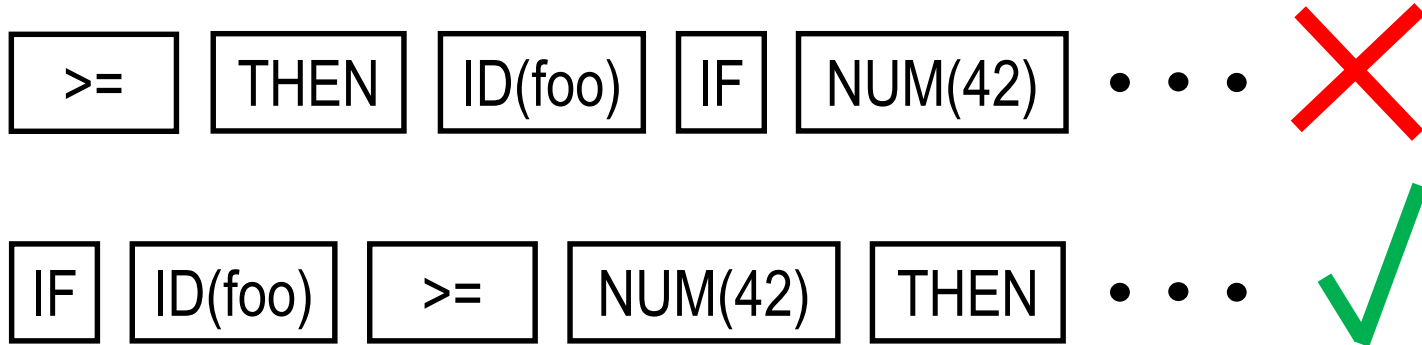 >= THEN ID(foo) IF NUM(42) • • •
IF ID(foo) >= NUM(42) THEN • • •